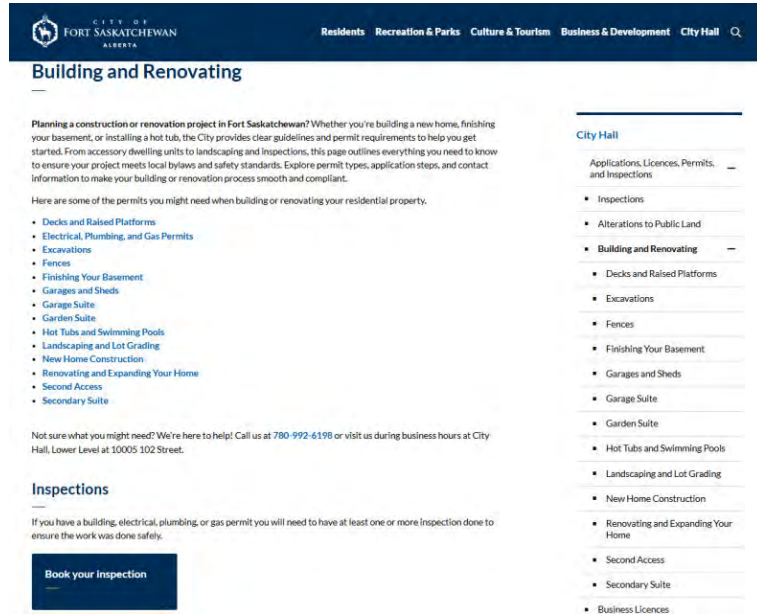 CITY OF
FORT SASKATCHEWAN
ALBERTA
Residents Recreation & Parks Culture & Tourism Business & Development City Hall
Building and Renovating
Planning a construction or renovation project in Fort Saskatchewan? Whether you're building a new home, finishing
your basement, or installing a hot tub, the City provides clear guidelines and permit requirements to help you get
started. From accessory dwelling units to landscaping and inspections, this page outlines everything you need to know
to ensure your project meets local bylaws and safety standards. Explore permit types, application steps, and contact
information to make your building or renovation process smooth and compliant.
Here are some of the permits you might need when building or renovating your residential property.
• Decks and Raised Platforms
• Electrical, Plumbing, and Gas Permits
• Excavations
• Fences
• Finishing Your Basement
• Garages and Sheds
• Garage Suite
• Garden Suite
• Hot Tubs and Swimming Pools
• Landscaping and Lot Grading
• New Home Construction
• Renovating and Expanding Your Home
• Second Access
• Secondary Suite
Not sure what you might need? We're here to help! Call us at 780-992-6198 or visit us during business hours at City
Hall, Lower Level at 10005 102 Street.
Inspections
If you have a building, electrical, plumbing, or gas permit you will need to have at least one or more inspection done to
ensure the work was done safely.
Book your inspection
City Hall
Applications, Licences, Permits,
and Inspections
▪ Inspections
▪ Alterations to Public Land
▪ Building and Renovating
▪ Decks and Raised Platforms
▪ Excavations
▪ Fences
▪ Finishing Your Basement
▪ Garages and Sheds
▪ Garage Suite
▪ Garden Suite
▪ Hot Tubs and Swimming Pools
▪ Landscaping and Lot Grading
▪ New Home Construction
▪ Renovating and Expanding Your
Home
▪ Second Access
▪ Secondary Suite
▪ Business Licences